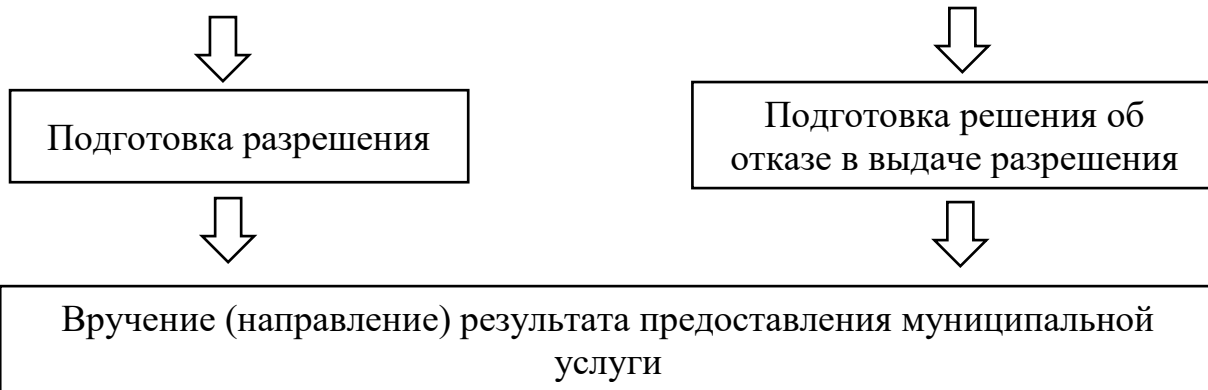 Подготовка разрешения
Подготовка решения об
отказе в выдаче разрешения
Вручение (направление) результата предоставления муниципальной
услуги